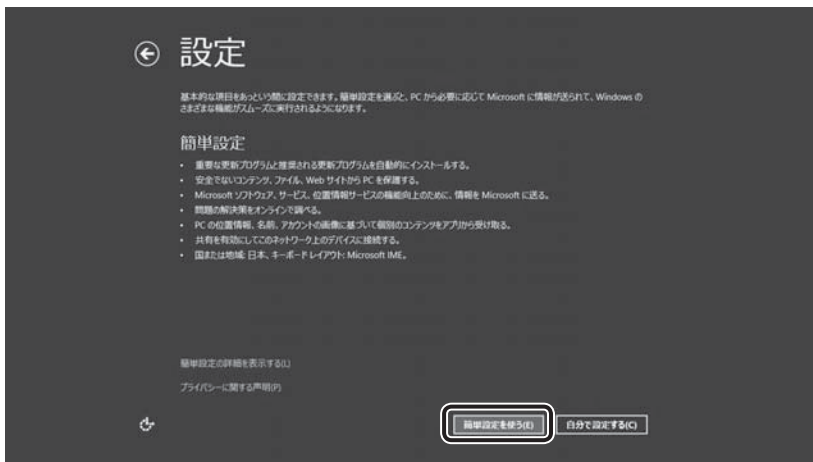 設定
基本的な項目をあっという間に設定できます。簡単設定を選ぶと、PC から必要に応じて Microsoft に情報が送られて、Windows の
さまざまな機能がスムーズに実行されるようになります。
簡単設定
• 重要な更新プログラムと推奨される更新プログラムを自動的にインストールする。
• 安全でないコンテンツ、ファイル、Web サイトから PC を保護する。
• Microsoft ソフトウェア、サービス、位置情報サービスの機能向上のために、情報を Microsoft に送る。
• 問題の解決策をオンラインで調べる。
• PC の位置情報、名前、アカウントの画像に基づいて個別のコンテンツをアプリから受け取る。
• 共有を有効にしてこのネットワーク上のデバイスに接続する。
• 国または地域: 日本、キーボード レイアウト: Microsoft IME。
簡単設定の詳細を表示する(L)
プライバシーに関する声明(P)
簡単設定を使う(E)
自分で設定する(C)